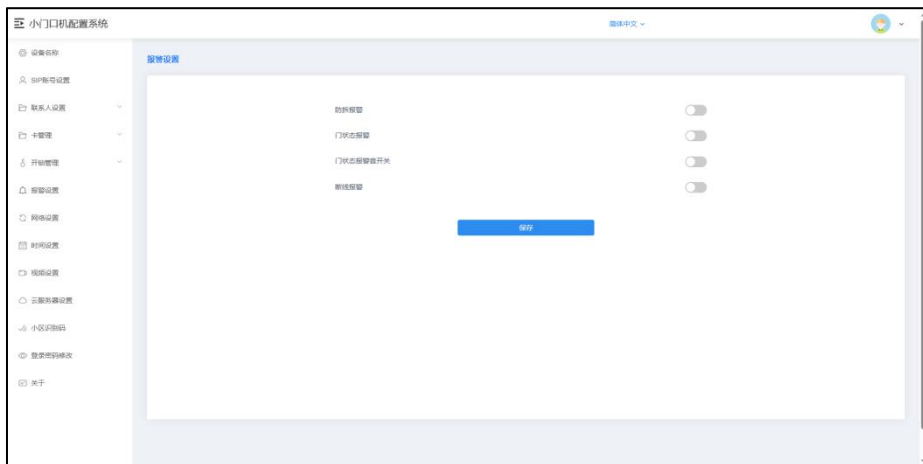 小门口机配置系统
简体中文
设备名称
SIP账号设置
联系人设置
卡管理
开锁管理
报警设置
网络设置
时间设置
视频设置
云服务器设置
小区识别码
登录密码修改
关于
报警设置
防拆报警
门状态报警
门状态报警音开关
断线报警
保存